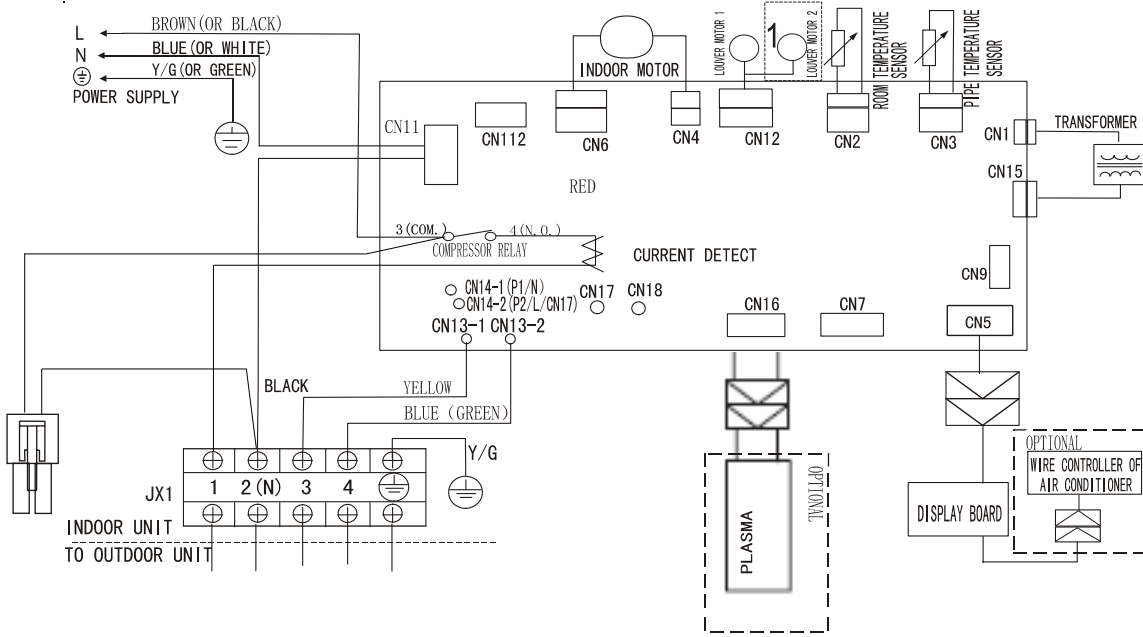 L
BROWN(OR BLACK)
N
BLUE(OR WHITE)
Y/G(OR GREEN)
POWER SUPPLY
INDOOR MOTOR
LOUVER MOTOR 1
1
LOUVER MOTOR 2
ROOM TEMPERATURE
SENSOR
PIPE TEMPERATURE
SENSOR
CN11
CN112
CN6
CN4
CN12
CN2
CN3
CN1
TRANSFORMER
CN15
RED
3(COM.)
4(N.O.)
COMPRESSOR RELAY
CURRENT DETECT
CN9
CN14-1(P1/N)
CN14-2(P2/L/CN17)
CN17
CN18
CN13-1
CN13-2
CN16
CN7
CN5
BLACK
YELLOW
BLUE (GREEN)
Y/G
JX1
1
2(N)
3
4
INDOOR UNIT
TO OUTDOOR UNIT
PLASMA
OPTIONAL
DISPLAY BOARD
OPTIONAL
WIRE CONTROLLER OF
AIR CONDITIONER